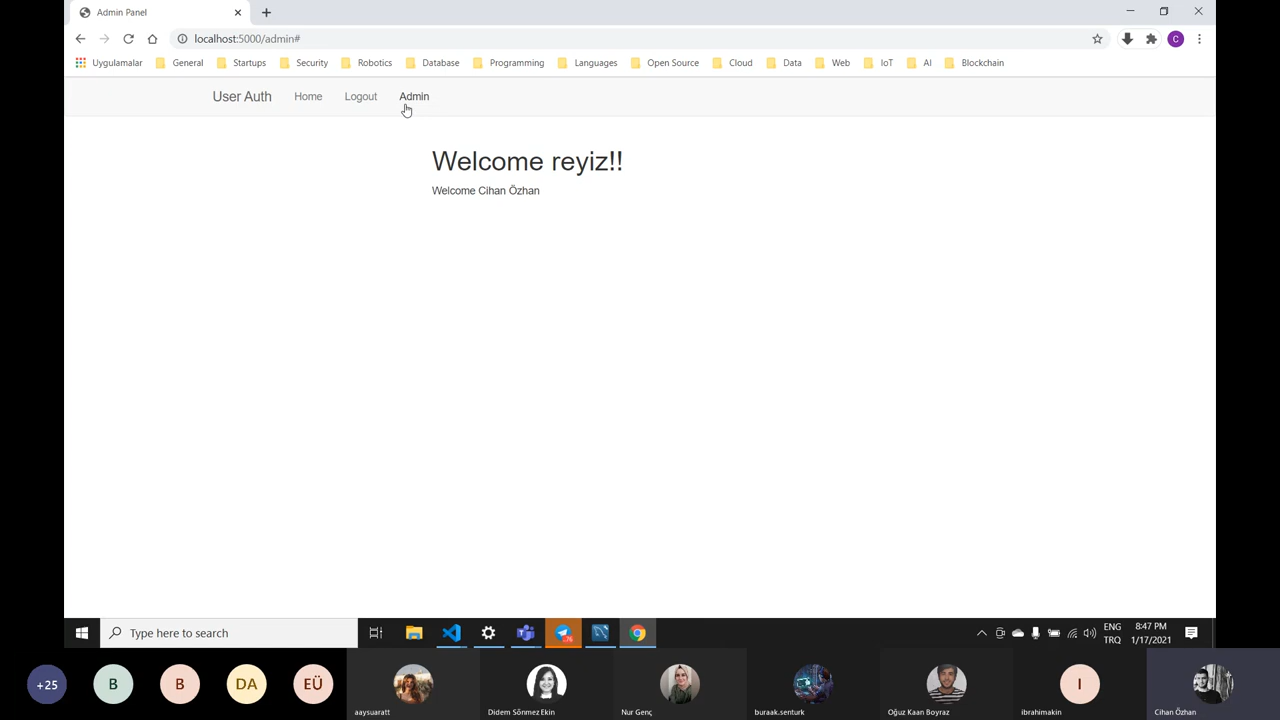 Admin Panel
localhost:5000/admin#
Uygulamalar General Startups Security Robotics Database Programming Languages Open Source Cloud Data Web IoT AI Blockchain
User Auth Home Logout Admin
Welcome reyiz!!
Welcome Cihan Özhan
Type here to search
ENG
TRQ
8:47 PM
1/17/2021
+25 B B DA EÜ I C
aaysuaratt Didem Sönmez Ekin Nur Genç buraak.senturk Oğuz Kaan Boyraz ibrahimakin Cihan Özhan